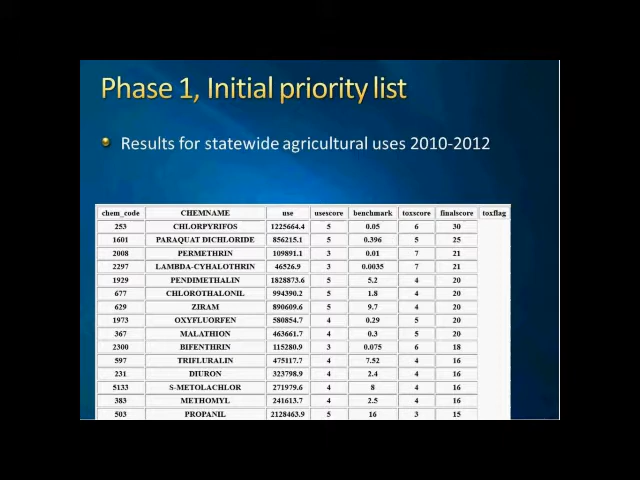 Phase 1, Initial priority list
Results for statewide agricultural uses 2010-2012
chem_code CHEMNAME use usescore benchmark toxscore finalscore toxflag
253 CHLORPYRIFOS 1225664.4 5 0.05 6 30
1601 PARAQUAT DICHLORIDE 856215.1 5 0.396 5 25
2008 PERMETHRIN 109891.1 3 0.01 7 21
2297 LAMBDA-CYHALOTHRIN 46526.9 3 0.0035 7 21
1929 PENDIMETHALIN 1828873.6 5 5.2 4 20
677 CHLOROTHALONIL 994390.2 5 1.8 4 20
629 ZIRAM 890609.6 5 9.7 4 20
1973 OXYFLUORFEN 580854.7 4 0.29 5 20
367 MALATHION 463661.7 4 0.3 5 20
2300 BIFENTHRIN 115280.9 3 0.075 6 18
597 TRIFLURALIN 475117.7 4 7.52 4 16
231 DIURON 323798.9 4 2.4 4 16
5133 S-METOLACHLOR 271979.6 4 8 4 16
383 METHOMYL 241613.7 4 2.5 4 16
503 PROPANIL 2128463.9 5 16 3 15